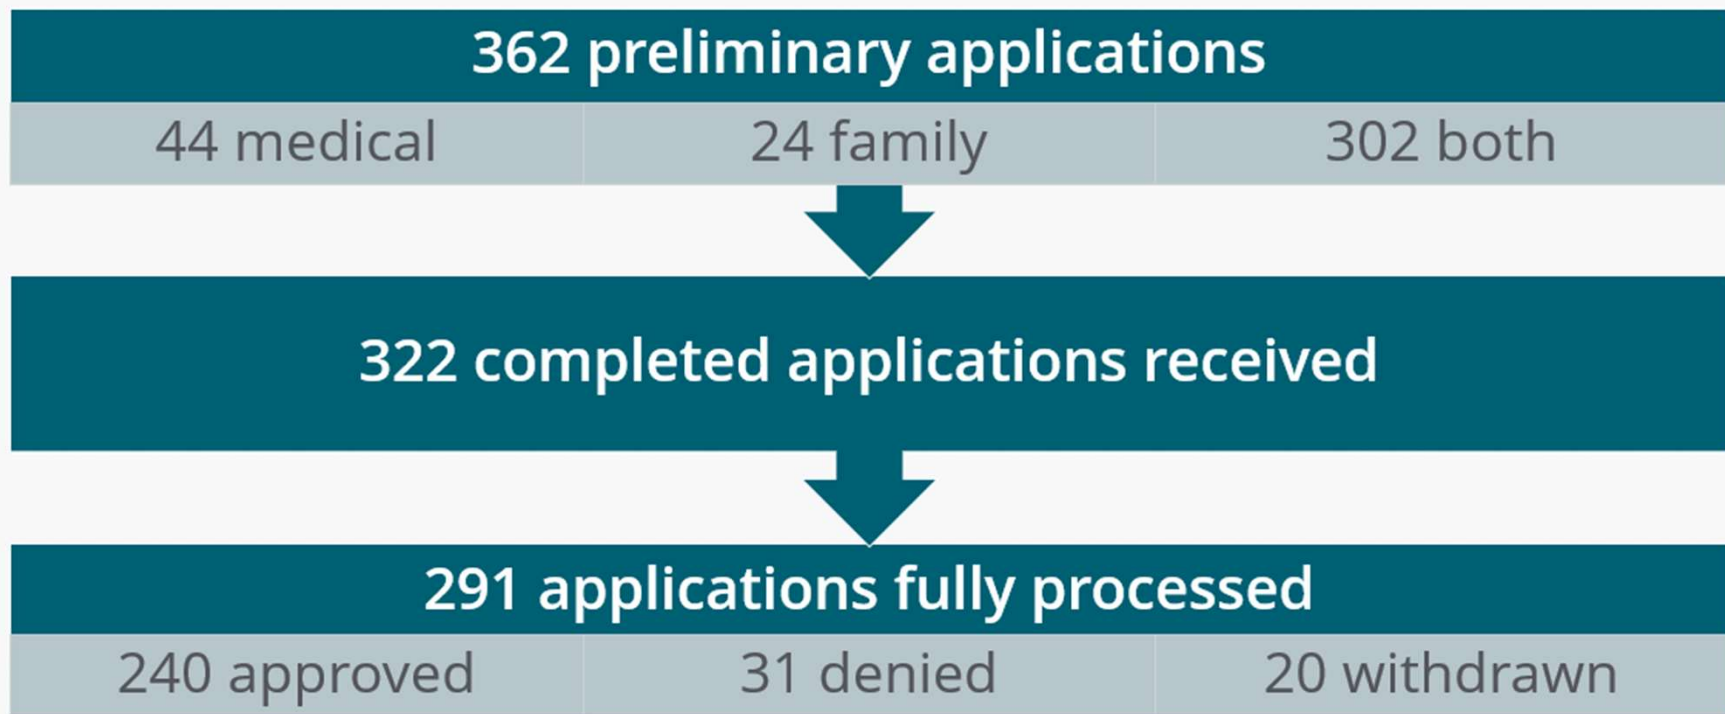 362 preliminary applications
44 medical 24 family 302 both
322 completed applications received
291 applications fully processed
240 approved 31 denied 20 withdrawn